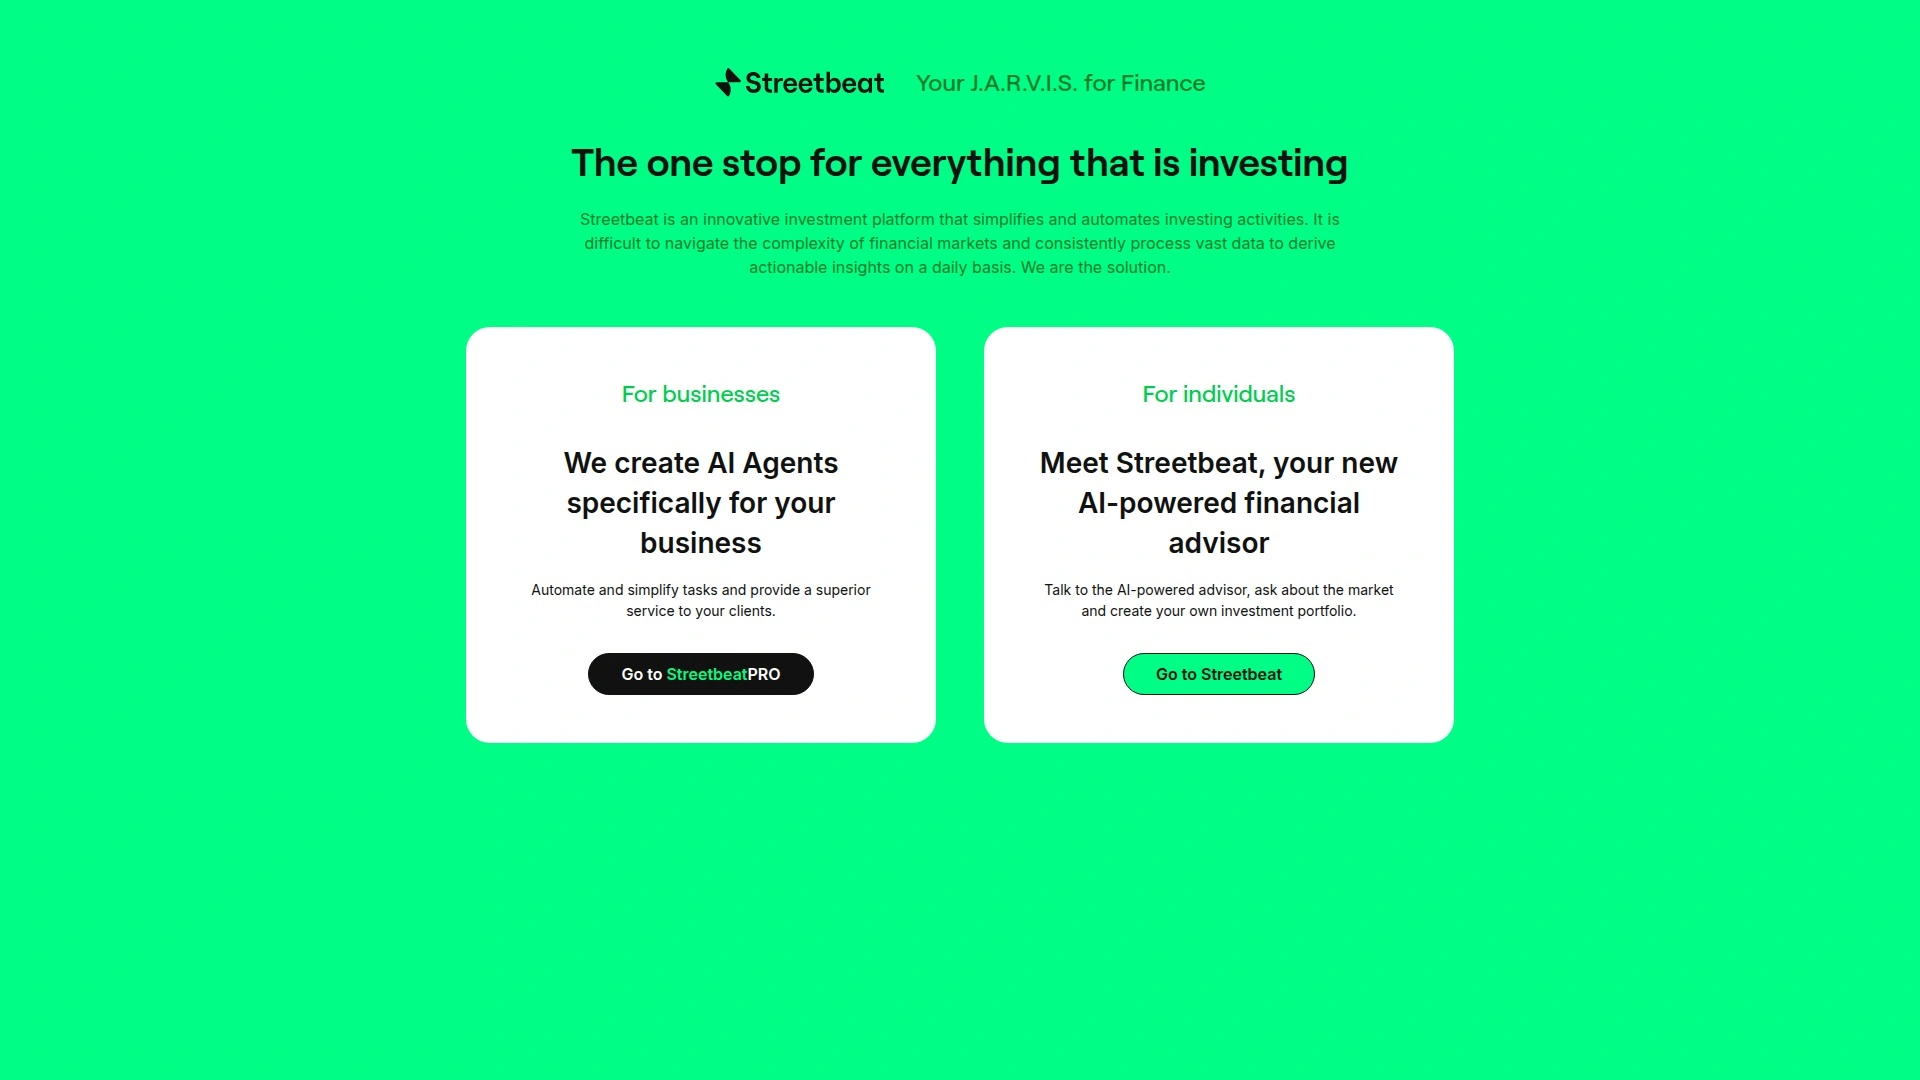 Streetbeat Your J.A.R.V.I.S. for Finance
The one stop for everything that is investing
Streetbeat is an innovative investment platform that simplifies and automates investing activities. It is
difficult to navigate the complexity of financial markets and consistently process vast data to derive
actionable insights on a daily basis. We are the solution.
For businesses
We create AI Agents
specifically for your
business
Automate and simplify tasks and provide a superior
service to your clients.
Go to StreetbeatPRO
For individuals
Meet Streetbeat, your new
AI-powered financial
advisor
Talk to the AI-powered advisor, ask about the market
and create your own investment portfolio.
Go to Streetbeat